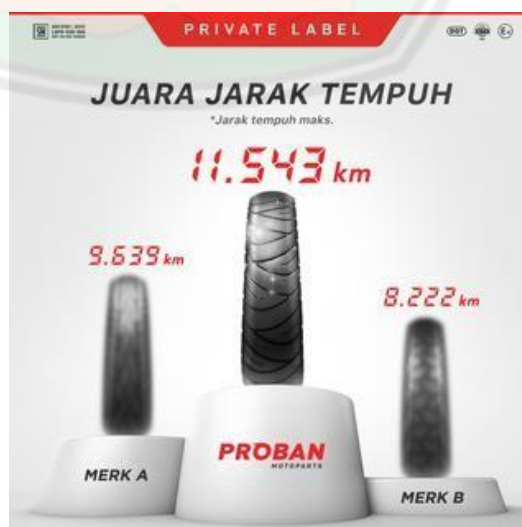 PRIVATE LABEL
DOT
JUARA JARAK TEMPUH
*Jarak tempuh maks.
11.543 km
9.639 km
8.222 km
PROBAN
MOTOPARTS
MERK A
MERK B